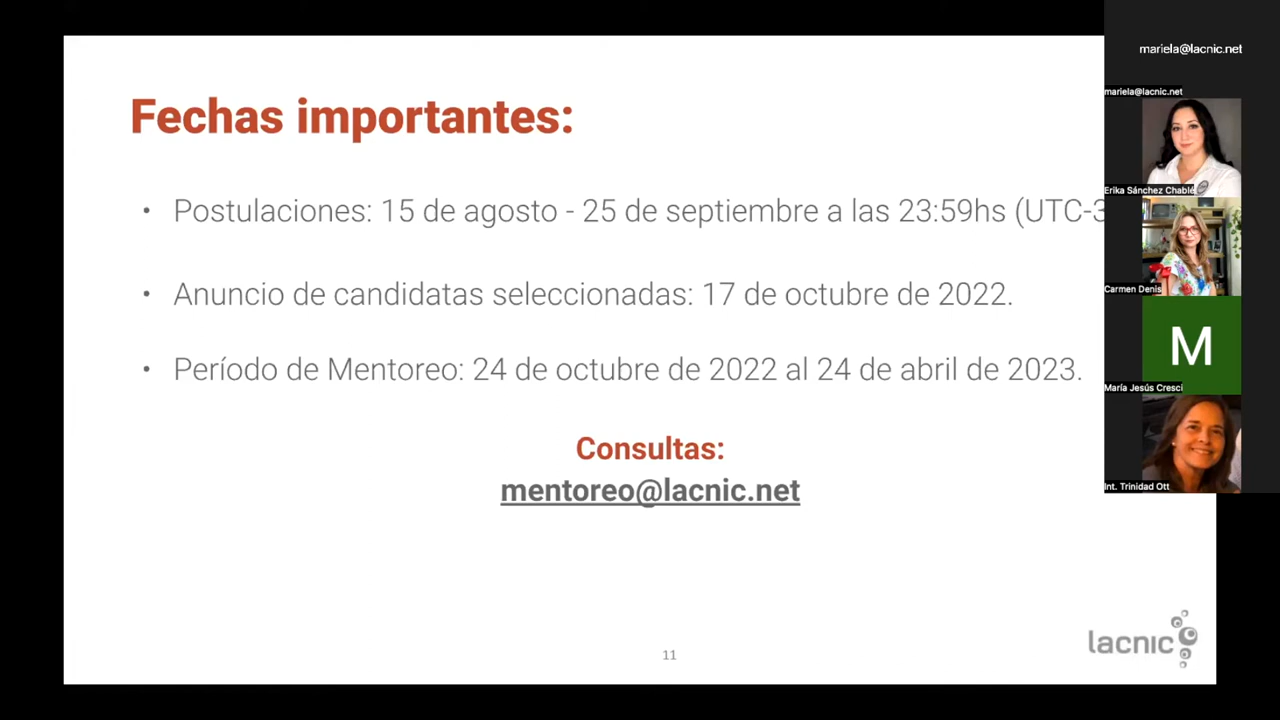 Fechas importantes:
• Postulaciones: 15 de agosto - 25 de septiembre a las 23:59hs (UTC-3
• Anuncio de candidatas seleccionadas: 17 de octubre de 2022.
• Período de Mentoreo: 24 de octubre de 2022 al 24 de abril de 2023.
Consultas:
mentoreo@lacnic.net
11
lacnic
mariela@lacnic.net
mariela@lacnic.net
Erika Sánchez Chablé
Carmen Denis
M
María Jesús Cresci
Int. Trinidad Ott